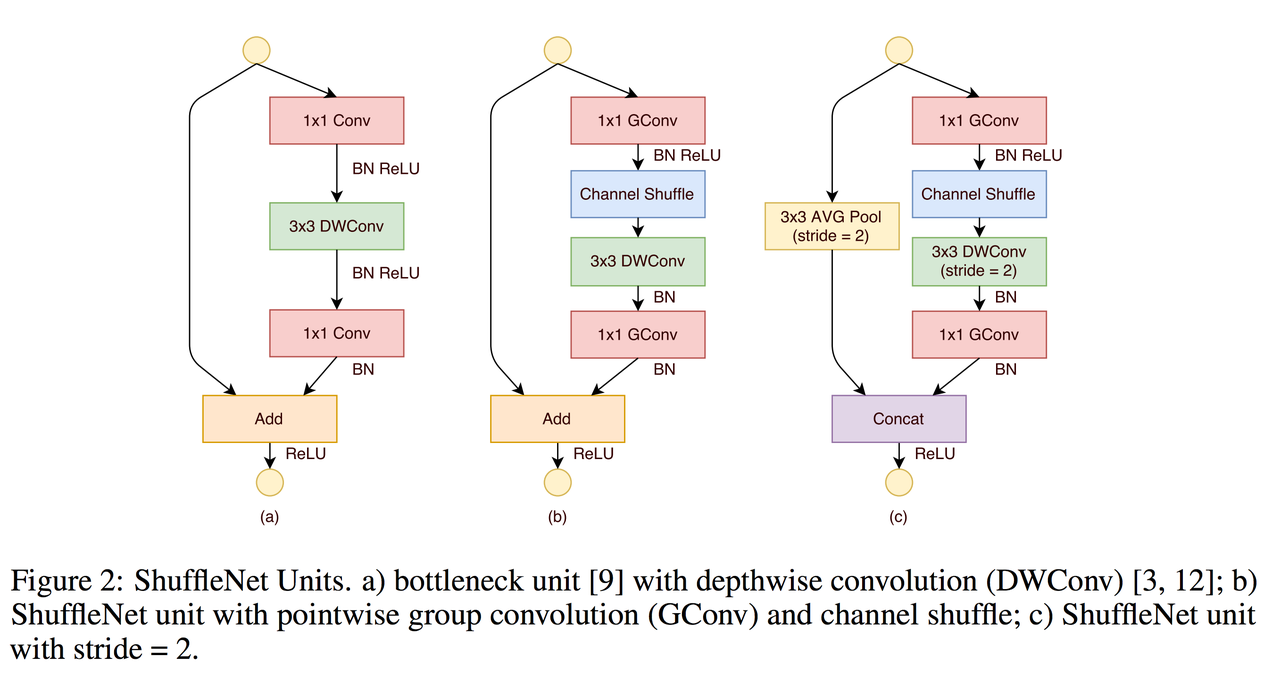 1x1 Conv
BN ReLU
3x3 DWConv
BN ReLU
1x1 Conv
BN
Add
ReLU
(a)
1x1 GConv
BN ReLU
Channel Shuffle
3x3 DWConv
BN
1x1 GConv
BN
Add
ReLU
(b)
3x3 AVG Pool
(stride = 2)
1x1 GConv
BN ReLU
Channel Shuffle
3x3 DWConv
(stride = 2)
BN
1x1 GConv
BN
Concat
ReLU
(c)
Figure 2: ShuffleNet Units. a) bottleneck unit [9] with depthwise convolution (DWConv) [3, 12]; b)
ShuffleNet unit with pointwise group convolution (GConv) and channel shuffle; c) ShuffleNet unit
with stride = 2.